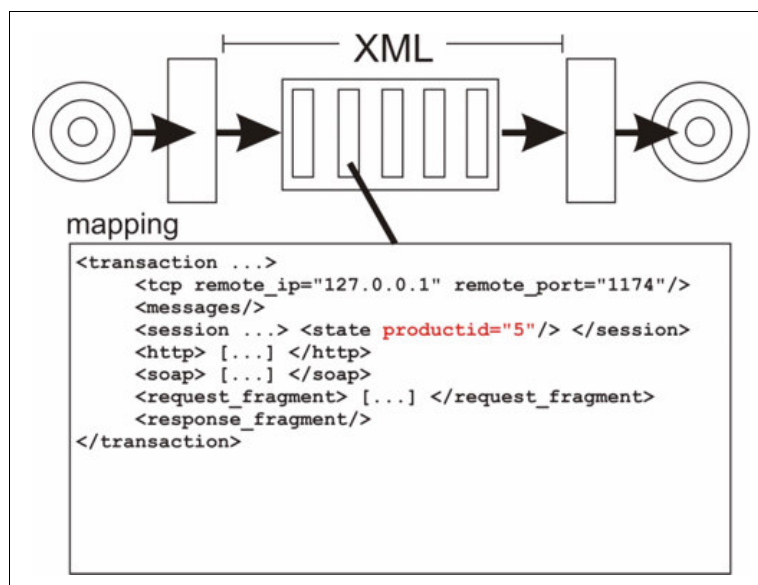 XML
mapping
<transaction ...>
<tcp remote_ip="127.0.0.1" remote_port="1174"/>
<messages/>
<session ...> <state productid="5"/> </session>
<http> [...] </http>
<soap> [...] </soap>
<request_fragment> [...] </request_fragment>
<response_fragment/>
</transaction>